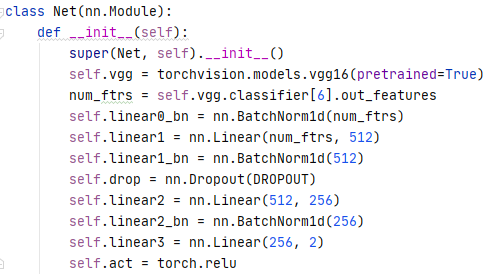 class Net(nn.Module):
    def __init__(self):
        super(Net, self).__init__()
        self.vgg = torchvision.models.vgg16(pretrained=True)
        num_ftrs = self.vgg.classifier[6].out_features
        self.linear0_bn = nn.BatchNorm1d(num_ftrs)
        self.linear1 = nn.Linear(num_ftrs, 512)
        self.linear1_bn = nn.BatchNorm1d(512)
        self.drop = nn.Dropout(DROPOUT)
        self.linear2 = nn.Linear(512, 256)
        self.linear2_bn = nn.BatchNorm1d(256)
        self.linear3 = nn.Linear(256, 2)
        self.act = torch.relu